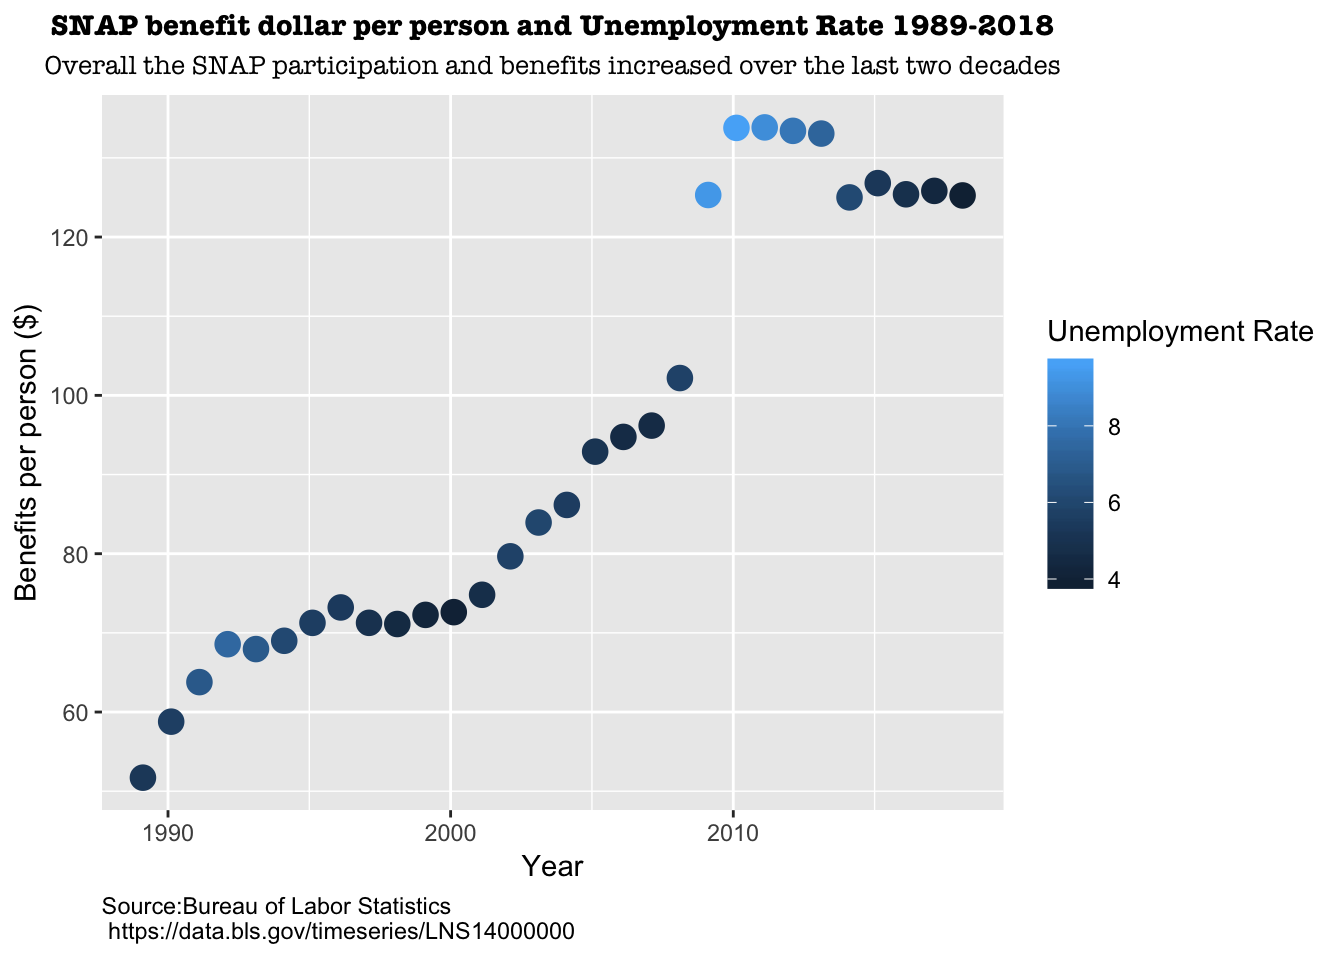 SNAP benefit dollar per person and Unemployment Rate 1989-2018
Overall the SNAP participation and benefits increased over the last two decades
Benefits per person ($)
120
100
80
60
1990 2000 2010
Year
Unemployment Rate
8
6
4
Source:Bureau of Labor Statistics
https://data.bls.gov/timeseries/LNS14000000